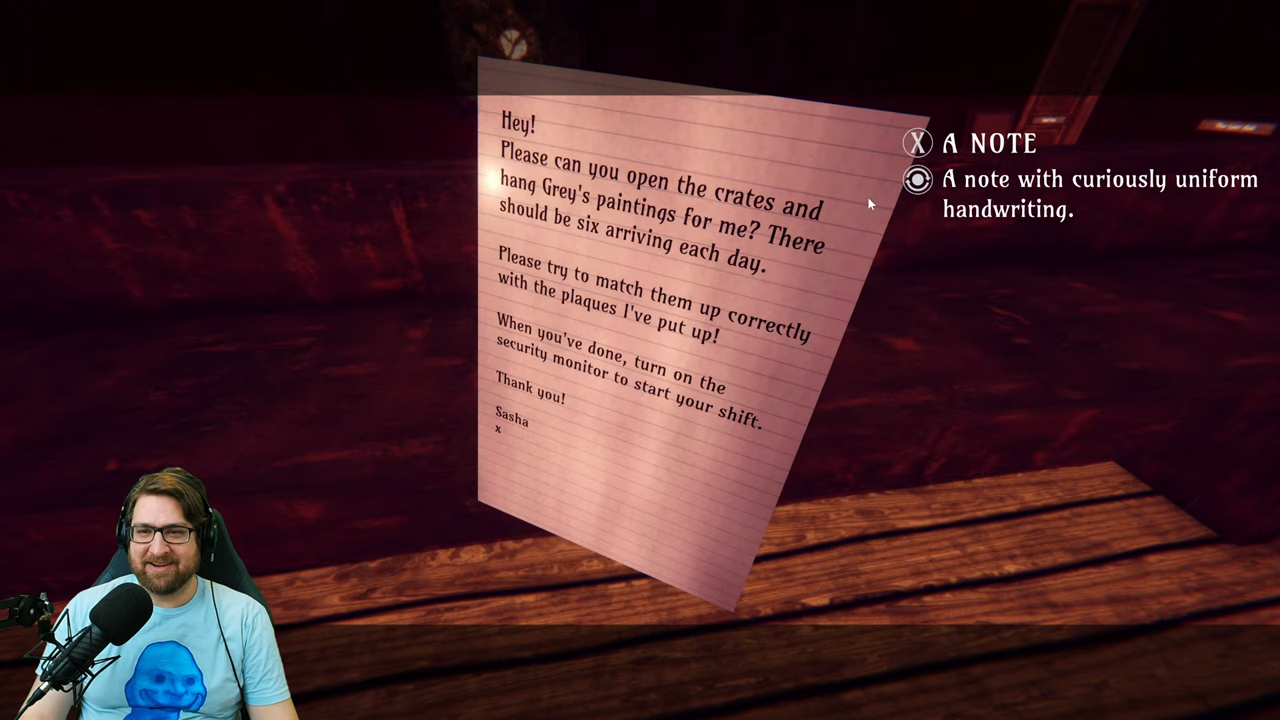 Hey!
Please can you open the crates and
hang Grey's paintings for me? There
should be six arriving each day.
Please try to match them up correctly
with the plaques I've put up!
When you've done, turn on the
security monitor to start your shift.
Thank you!
Sasha
x
X A NOTE
A note with curiously uniform
handwriting.